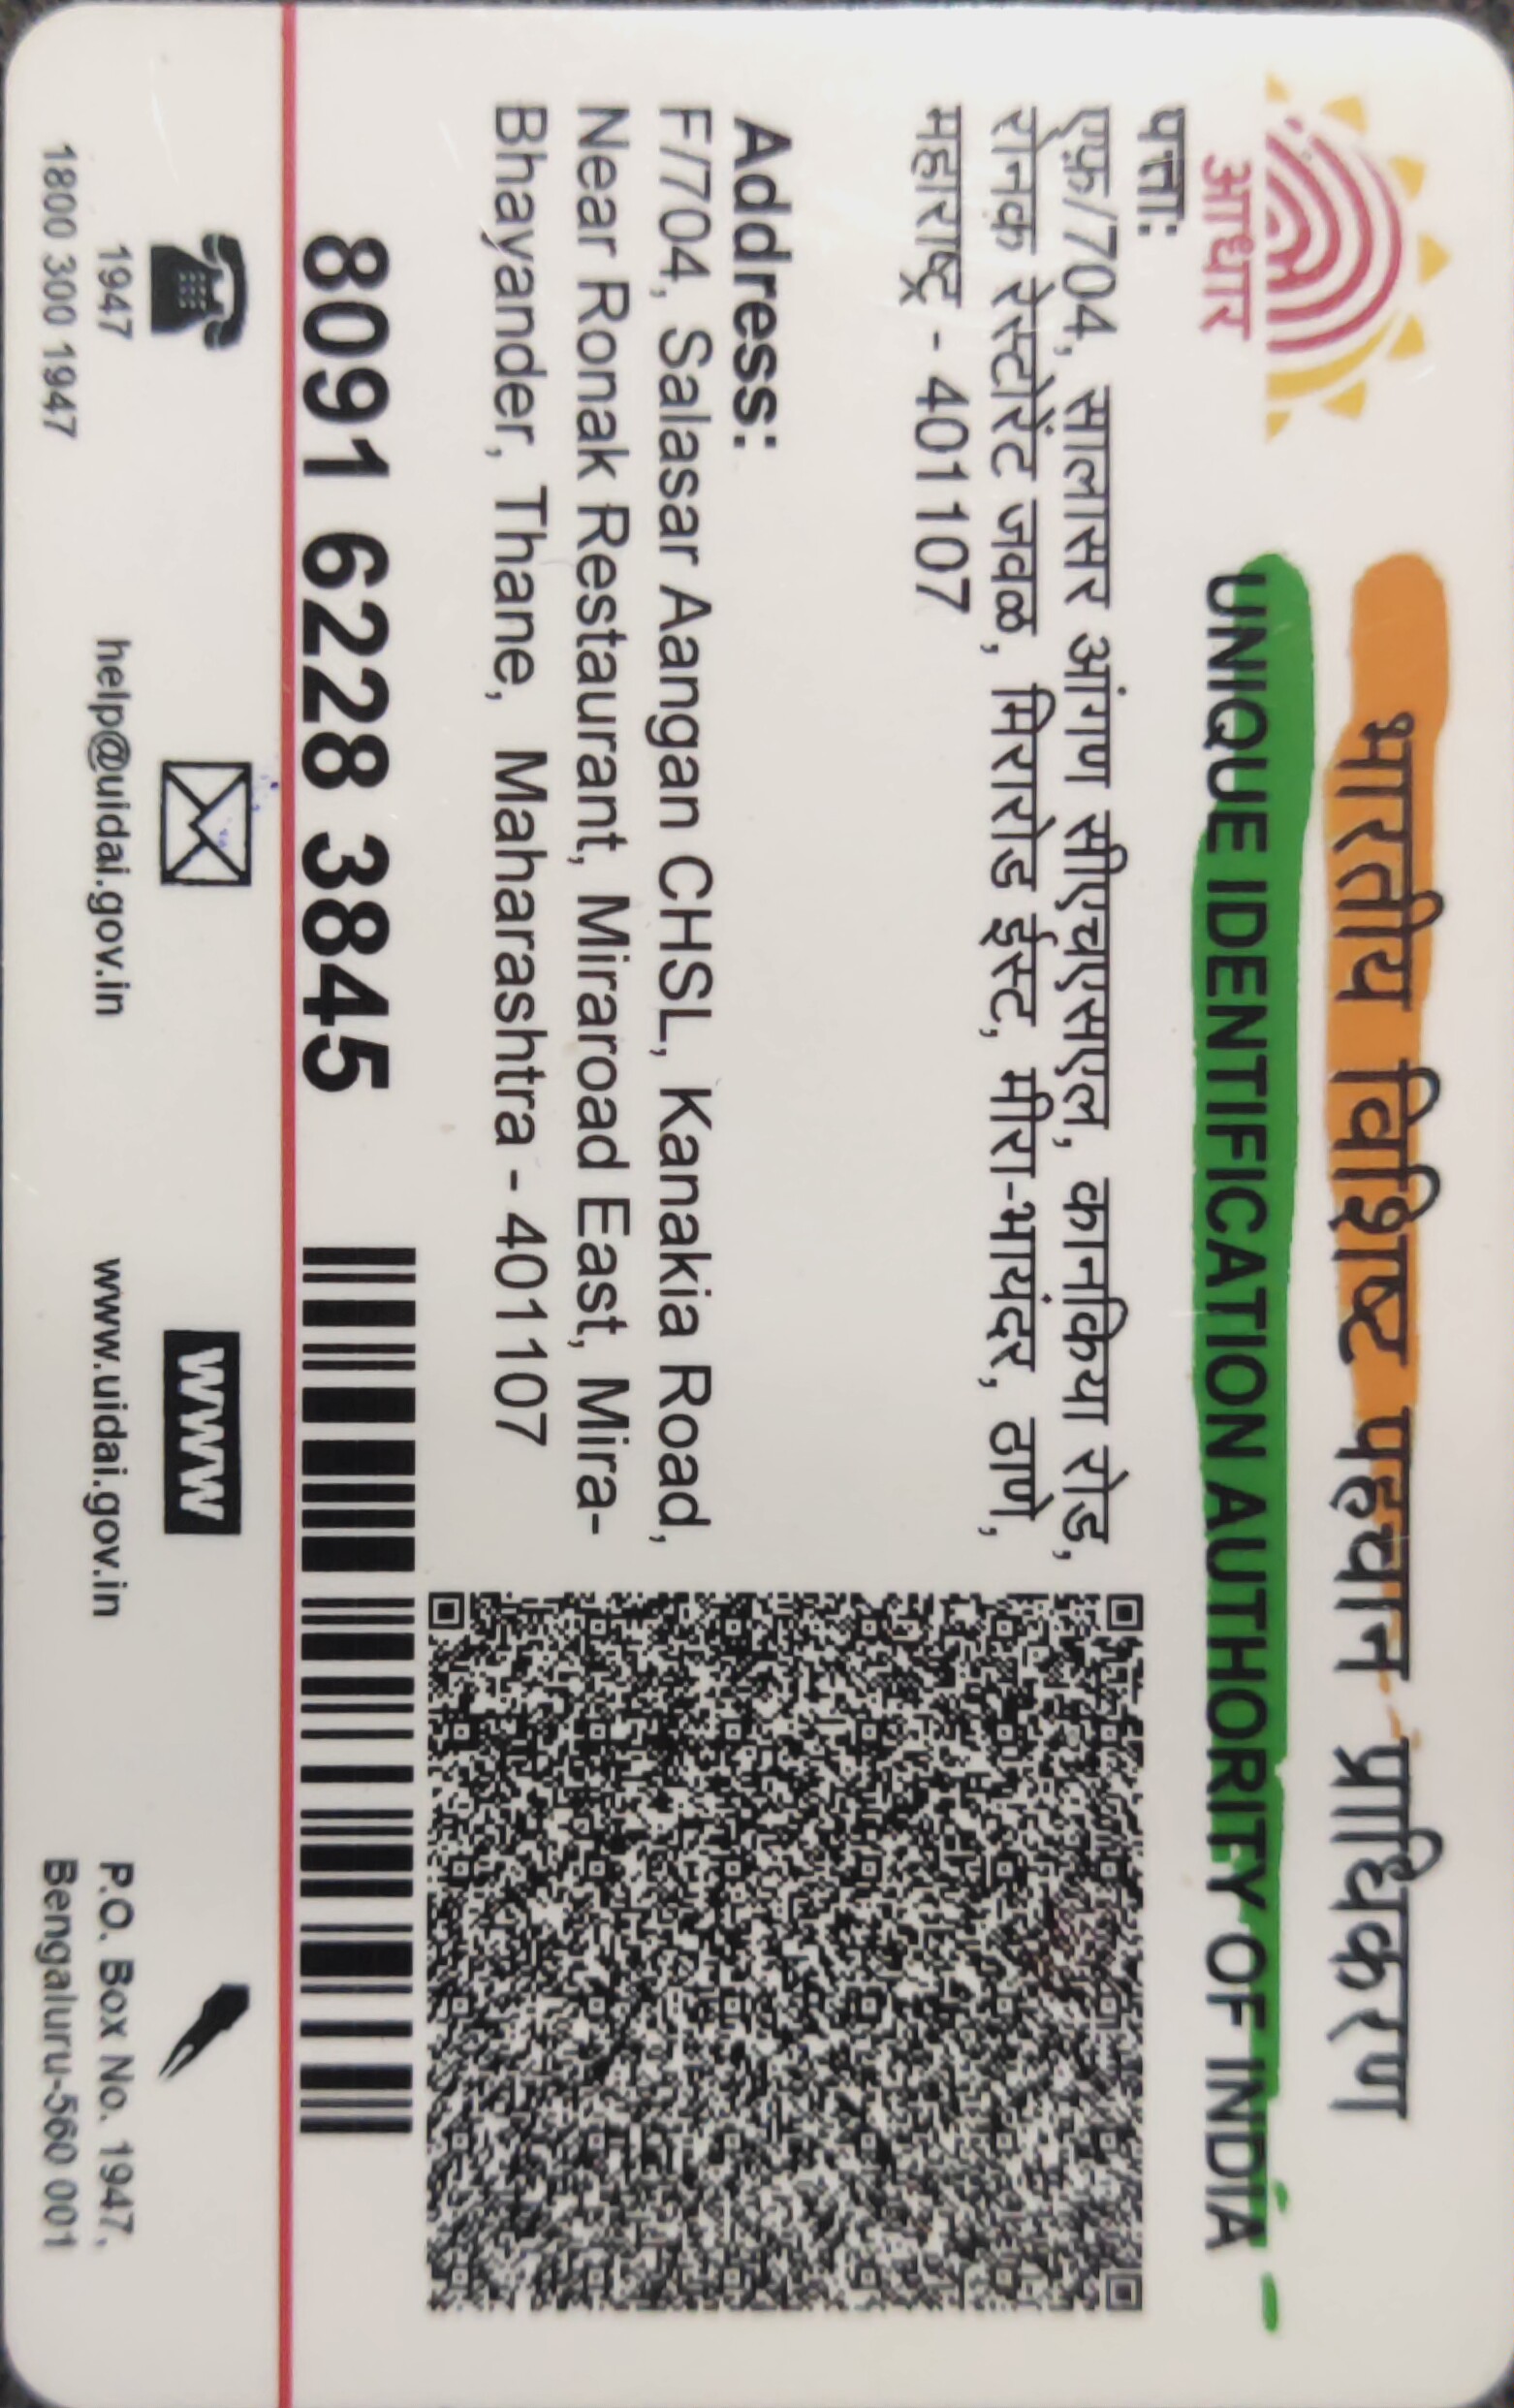 भारतीय विशिष्ट पहचान प्राधिकरण
UNIQUE IDENTIFICATION AUTHORITY OF INDIA
आधार
पत्ता:
एफ़/704, सालासर आंगण सीएचएसएल, कानकिया रोड,
रोनक़ रेस्टोरेंट जवळ, मिरारोड ईस्ट, मीरा-भायंदर, ठाणे,
महाराष्ट्र - 401107
Address:
F/704, Salasar Aangan CHSL, Kanakia Road,
Near Ronak Restaurant, Miraroad East, Mira-
Bhayander, Thane, Maharashtra - 401107
8091 6228 3845
WWW
1947
1800 300 1947
help@uidai.gov.in
www.uidai.gov.in
P.O. Box No. 1947,
Bengaluru-560 001